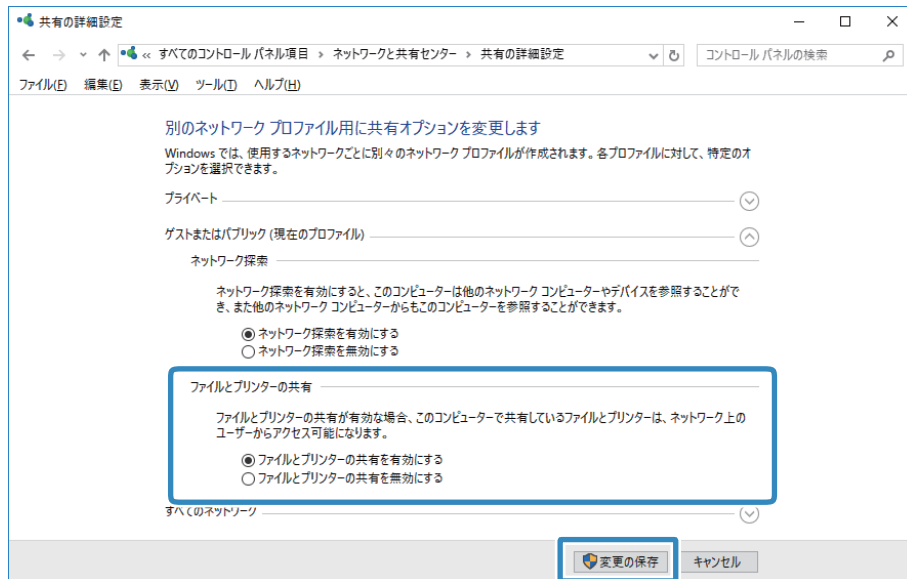 共有の詳細設定
« すべてのコントロール パネル項目 › ネットワークと共有センター › 共有の詳細設定
コントロール パネルの検索
ファイル(F) 編集(E) 表示(V) ツール(T) ヘルプ(H)
別のネットワーク プロファイル用に共有オプションを変更します
Windows では、使用するネットワークごとに別々のネットワーク プロファイルが作成されます。各プロファイルに対して、特定のオ
プションを選択できます。
プライベート
ゲストまたはパブリック (現在のプロファイル)
ネットワーク探索
ネットワーク探索を有効にすると、このコンピューターは他のネットワーク コンピューターやデバイスを参照することがで
き、また他のネットワーク コンピューターからもこのコンピューターを参照することができます。
ネットワーク探索を有効にする
ネットワーク探索を無効にする
ファイルとプリンターの共有
ファイルとプリンターの共有が有効な場合、このコンピューターで共有しているファイルとプリンターは、ネットワーク上の
ユーザーからアクセス可能になります。
ファイルとプリンターの共有を有効にする
ファイルとプリンターの共有を無効にする
すべてのネットワーク
変更の保存 キャンセル